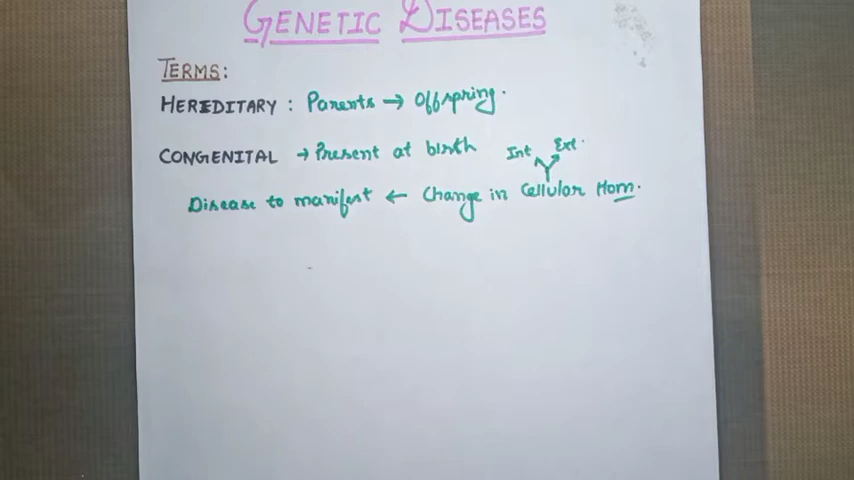 GENETIC DISEASES
TERMS:
HEREDITARY : Parents → Offspring.
CONGENITAL → Present at birth
Int Ext.
Disease to manifest ← Change in Cellular Hom.